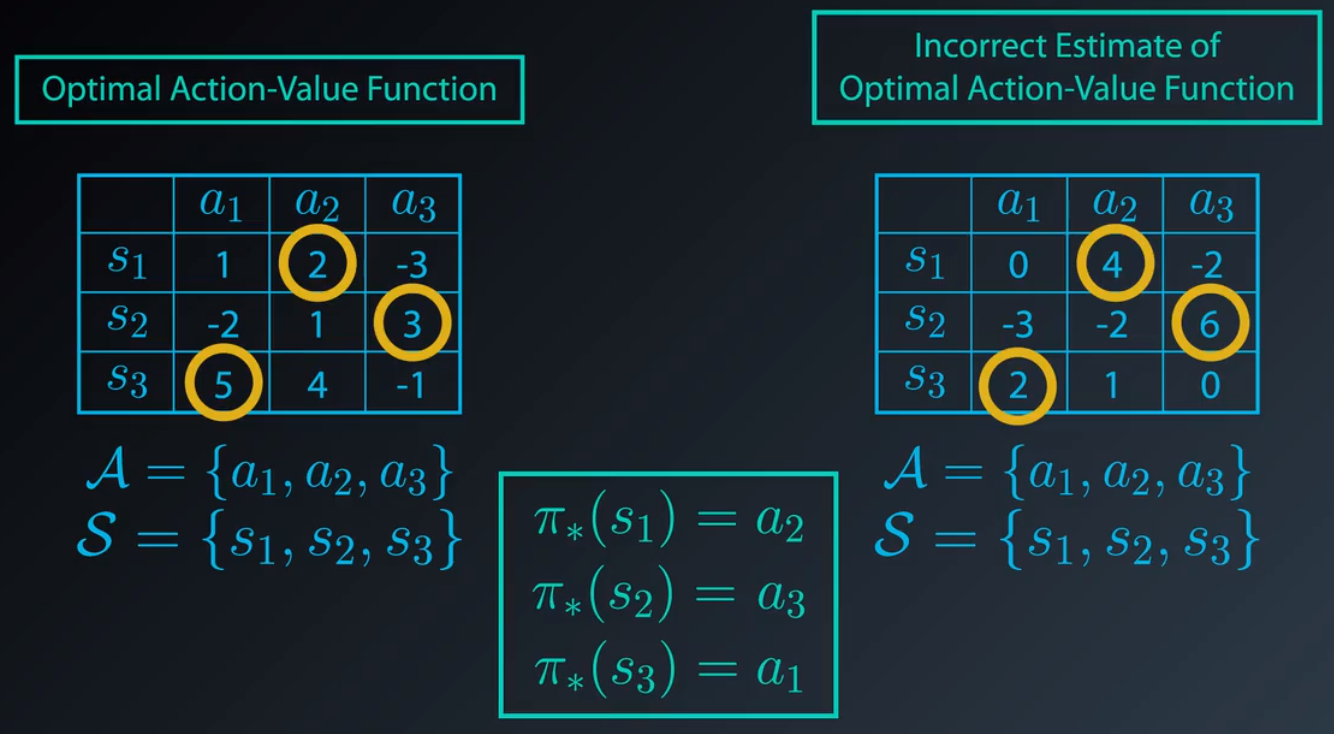 Optimal Action-Value Function
Incorrect Estimate of
Optimal Action-Value Function
a₁ a₂ a₃
s₁ 1 2 -3
s₂ -2 1 3
s₃ 5 4 -1
𝒜 = {a₁, a₂, a₃}
𝒮 = {s₁, s₂, s₃}
a₁ a₂ a₃
s₁ 0 4 -2
s₂ -3 -2 6
s₃ 2 1 0
𝒜 = {a₁, a₂, a₃}
𝒮 = {s₁, s₂, s₃}
π∗(s₁) = a₂
π∗(s₂) = a₃
π∗(s₃) = a₁